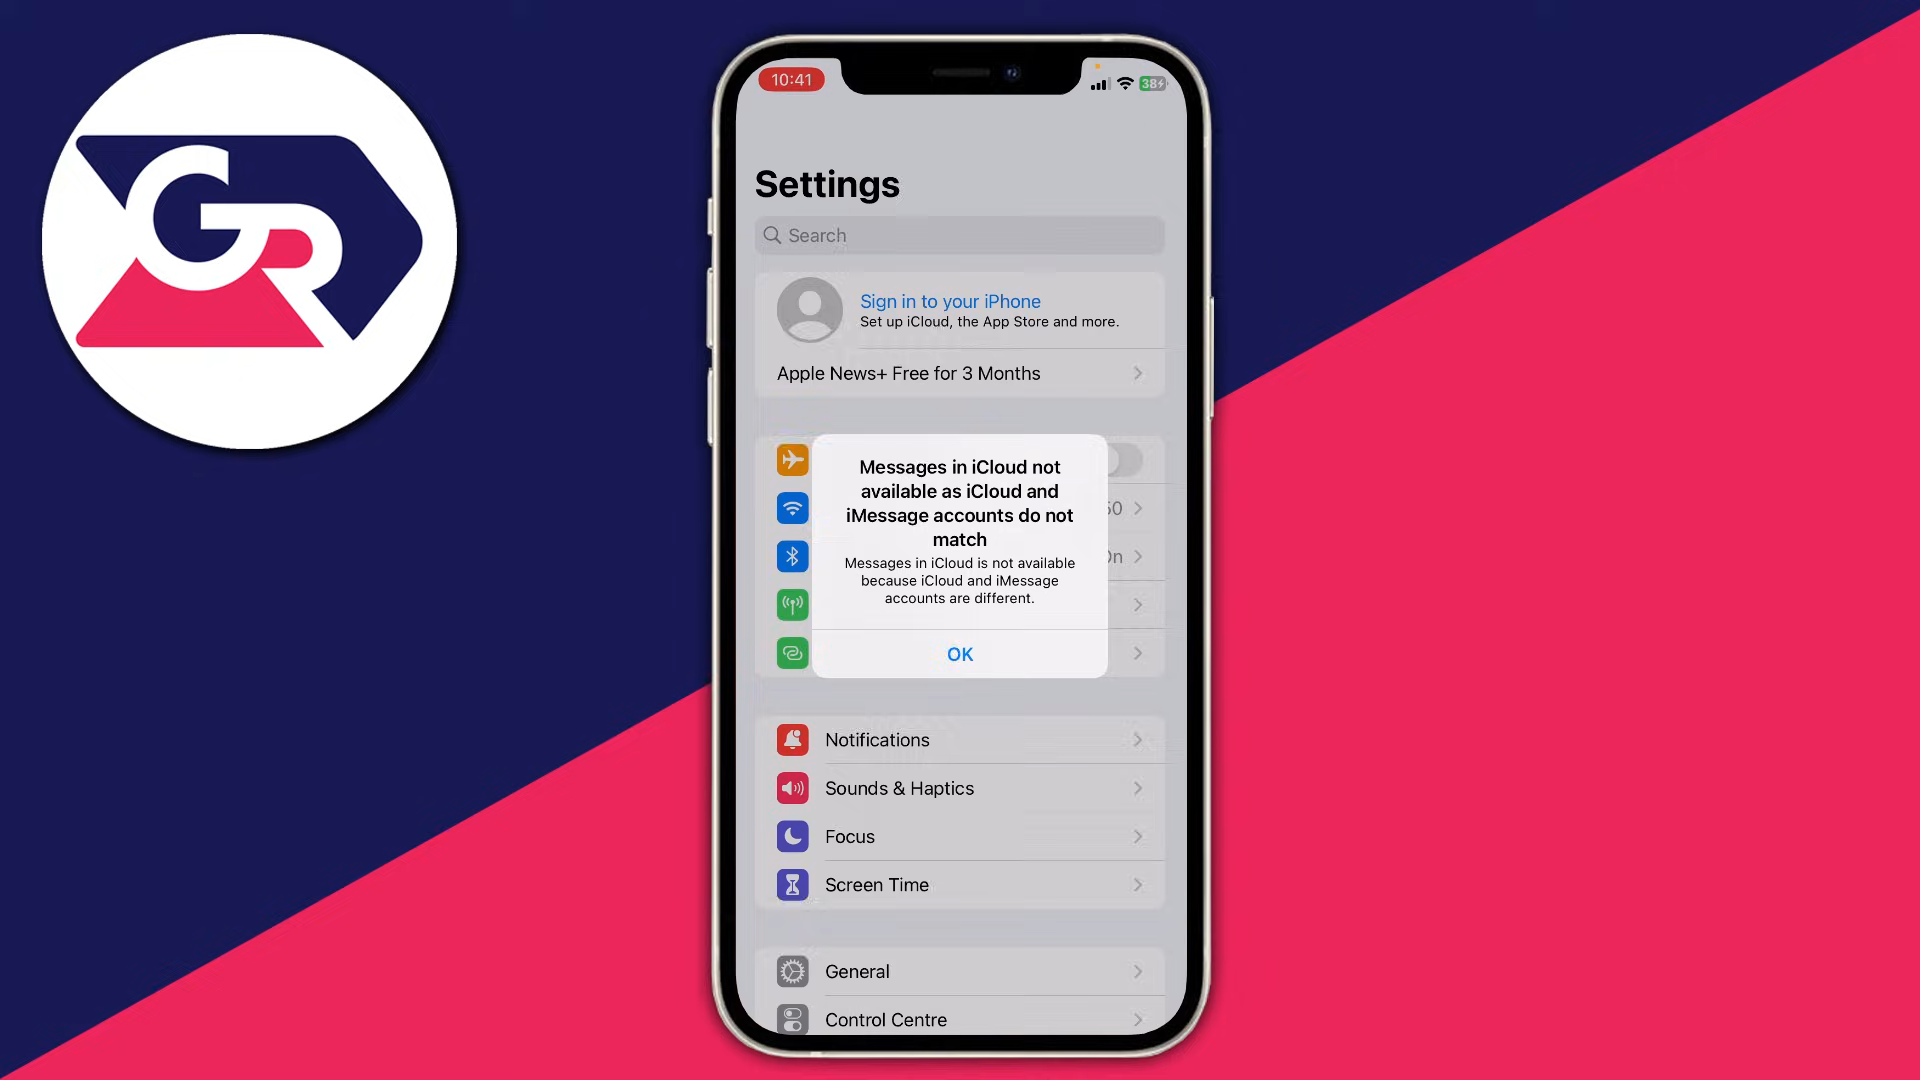 GR
10:41
38
Settings
Search
Sign in to your iPhone
Set up iCloud, the App Store and more.
Apple News+ Free for 3 Months
Messages in iCloud not
available as iCloud and
iMessage accounts do not
match
Messages in iCloud is not available
because iCloud and iMessage
accounts are different.
OK
Notifications
Sounds & Haptics
Focus
Screen Time
General
Control Centre